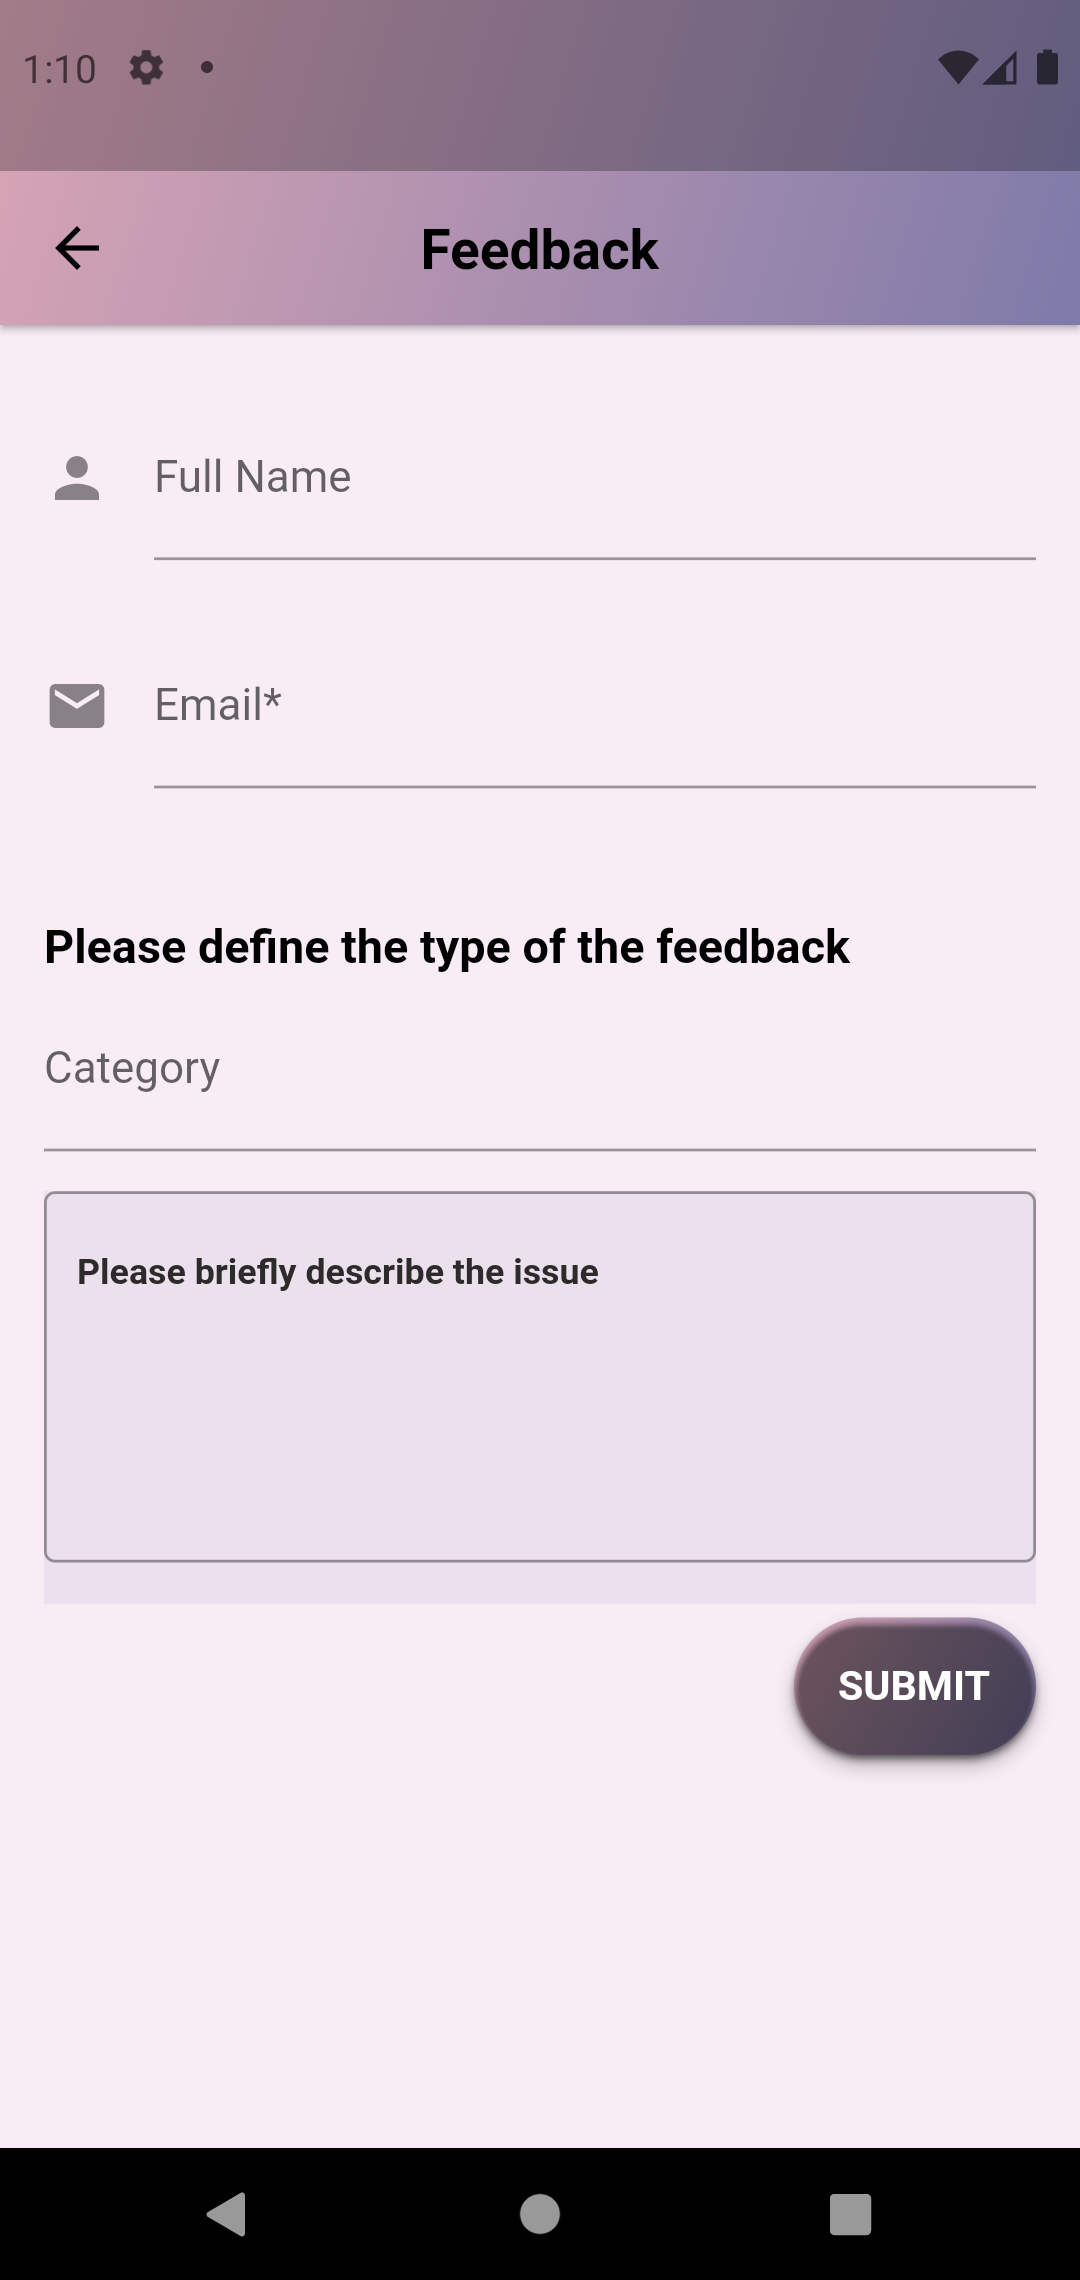 1:10
Feedback
Full Name
Email*
Please define the type of the feedback
Category
Please briefly describe the issue
SUBMIT